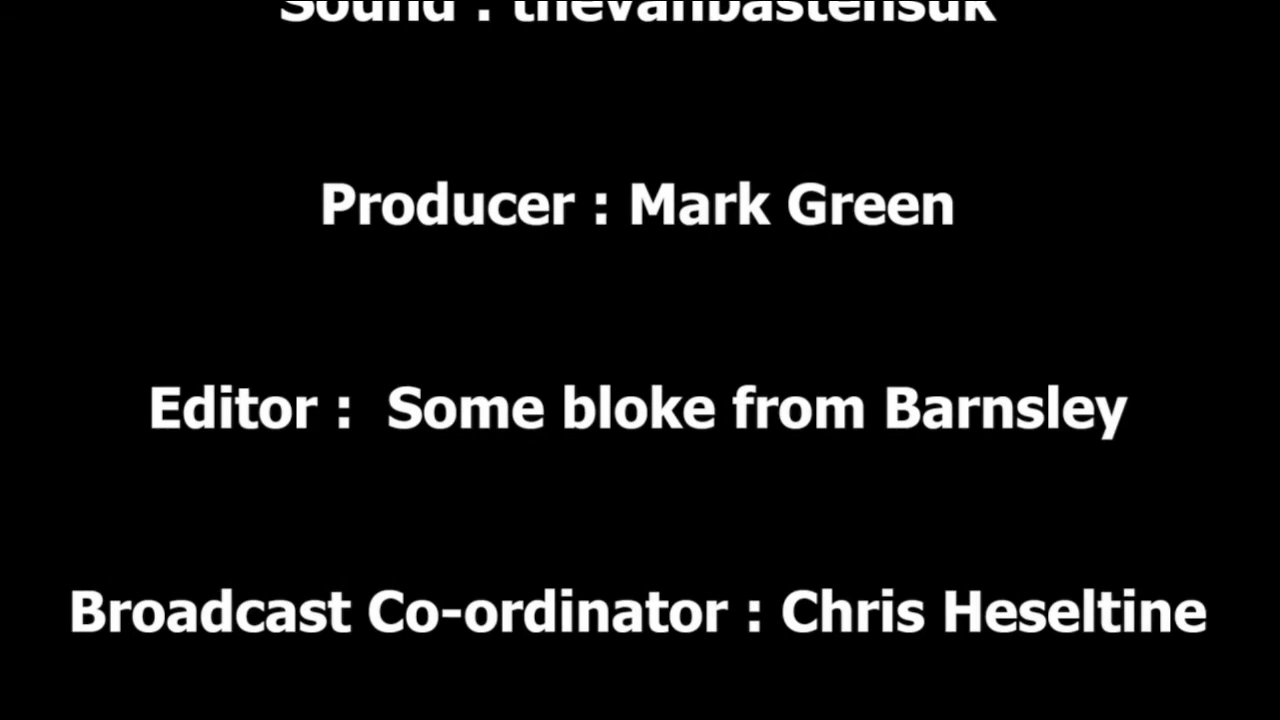 Sound : thevanbastensuk
Producer : Mark Green
Editor :  Some bloke from Barnsley
Broadcast Co-ordinator : Chris Heseltine